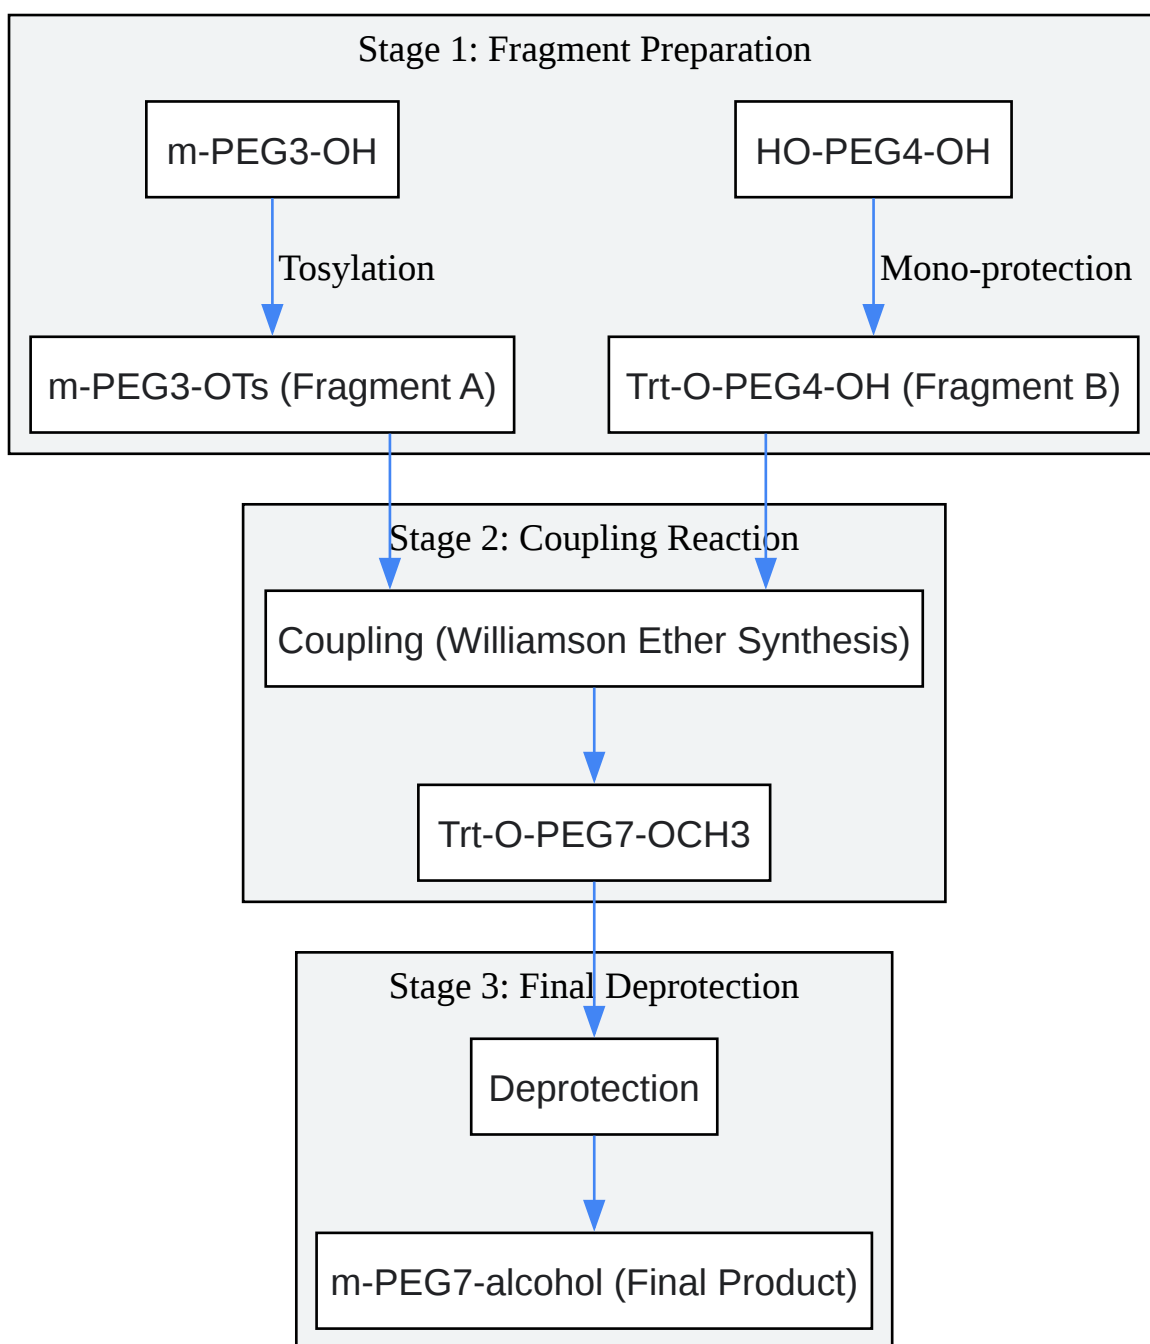 Stage 1: Fragment Preparation
m-PEG3-OH
HO-PEG4-OH
Tosylation
Mono-protection
m-PEG3-OTs (Fragment A)
Trt-O-PEG4-OH (Fragment B)
Stage 2: Coupling Reaction
Coupling (Williamson Ether Synthesis)
Trt-O-PEG7-OCH3
Stage 3: Final Deprotection
Deprotection
m-PEG7-alcohol (Final Product)